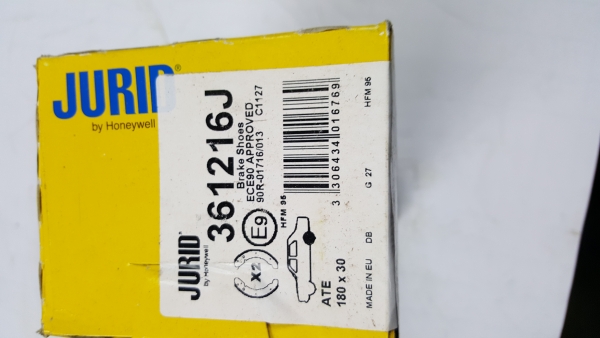 JURID®
by Honeywell
361216J
Brake Shoes
ECE90 APPROVED
90R-01716/013 C1127
HFM 95
3 306434 016769
HFM 95
JURID®
by Honeywell
X2
E9
ATE
180 x 30
MADE IN EU DB G 27